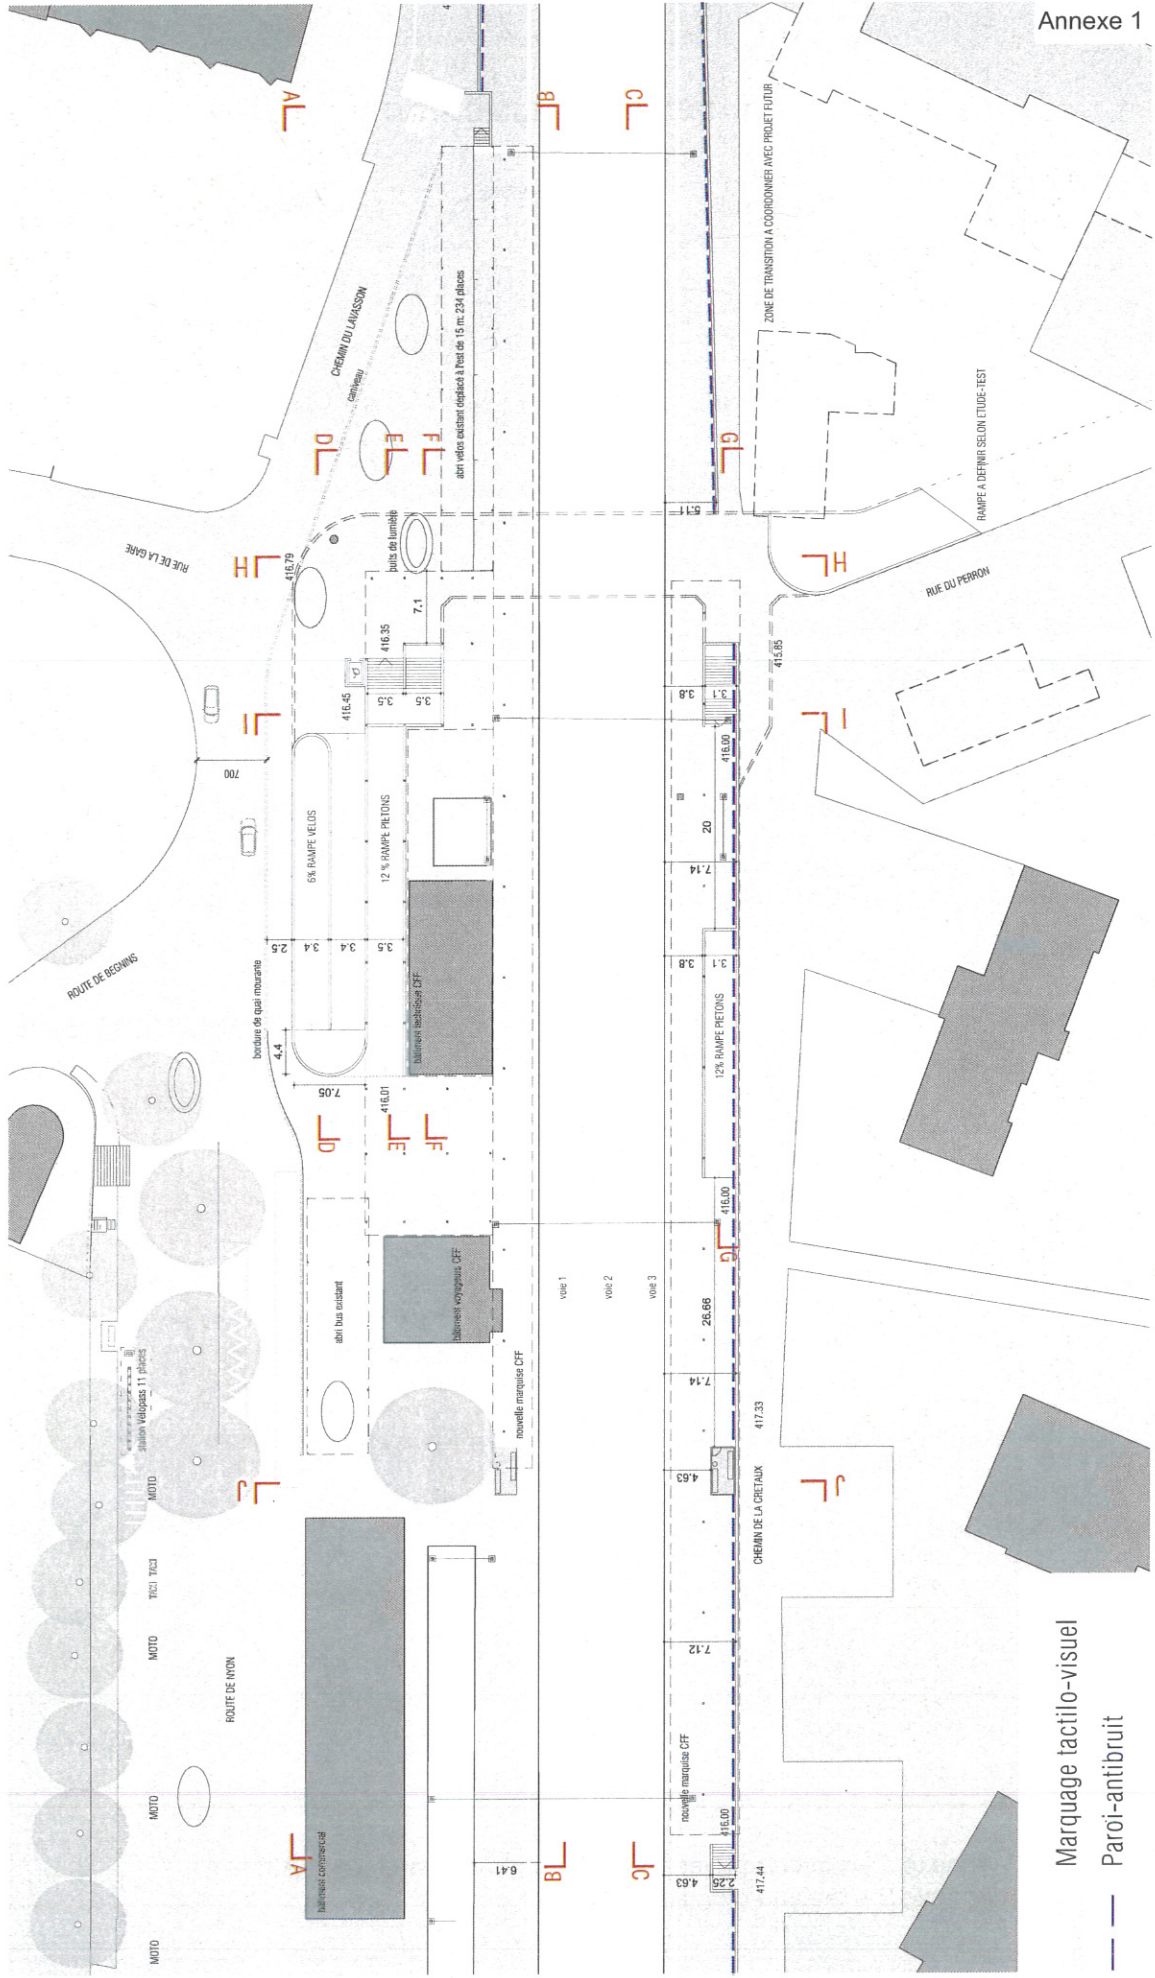 Annexe 1
A
B
C
ZONE DE TRANSITION A COORDONNER AVEC PROJET FUTUR
CHEMIN DU LAVASSON
caniveau
abri vélos existant déplacé à l'est de 15 m: 234 places
D
E
F
G
RAMPE A DEFINIR SELON ETUDE-TEST
5.11
RUE DE LA GARE
H
416.79
puits de lumière
H
RUE DU PERRON
7.1
416.35
416.45
3.5
3.5
3.8
3.1
415.85
I
I
416.00
700
6% RAMPE VELOS
12 % RAMPE PIETONS
20
7.14
2.5
3.4
3.4
3.5
3.8
3.1
ROUTE DE BEGNINS
bordure de quai mourante
bâtiment technique CFF
12% RAMPE PIETONS
4.4
7.05
416.01
D
E
F
416.00
G
abri bus existant
bâtiment voyageurs CFF
voie 1
voie 2
voie 3
26.66
7.14
station Vélopass 11 places
nouvelle marquise CFF
417.33
4.63
J
J
MOTO
CHEMIN DE LA CRETAUX
TAXI TAXI
MOTO
7.12
ROUTE DE NYON
nouvelle marquise CFF
MOTO
416.00
A
B
C
bâtiment commercial
6.41
4.63
2.25
417.44
MOTO
Marquage tactilo-visuel
Paroi-antibruit